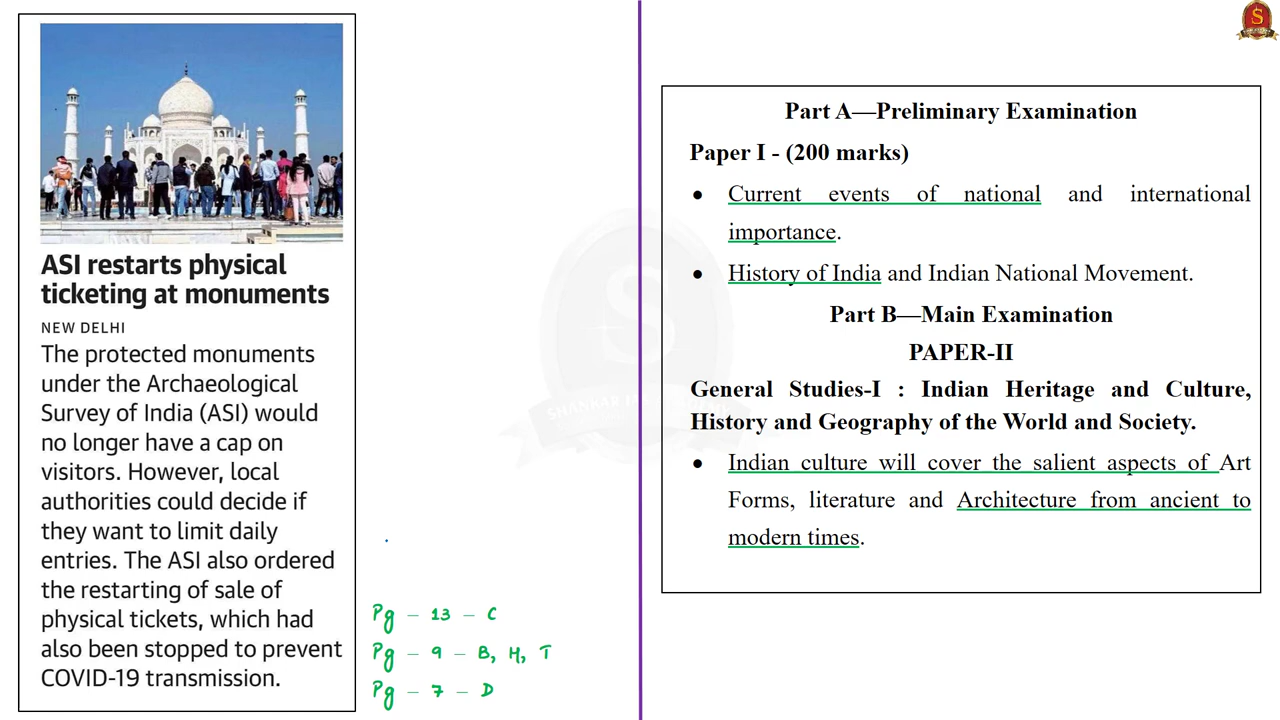 ASI restarts physical
ticketing at monuments
NEW DELHI
The protected monuments
under the Archaeological
Survey of India (ASI) would
no longer have a cap on
visitors. However, local
authorities could decide if
they want to limit daily
entries. The ASI also ordered
the restarting of sale of
physical tickets, which had
also been stopped to prevent
COVID-19 transmission.
Pg – 13 – C
Pg – 9 – B, H, T
Pg – 7 – D
Part A—Preliminary Examination
Paper I - (200 marks)
• Current events of national and international
importance.
• History of India and Indian National Movement.
Part B—Main Examination
PAPER-II
General Studies-I : Indian Heritage and Culture,
History and Geography of the World and Society.
• Indian culture will cover the salient aspects of Art
Forms, literature and Architecture from ancient to
modern times.